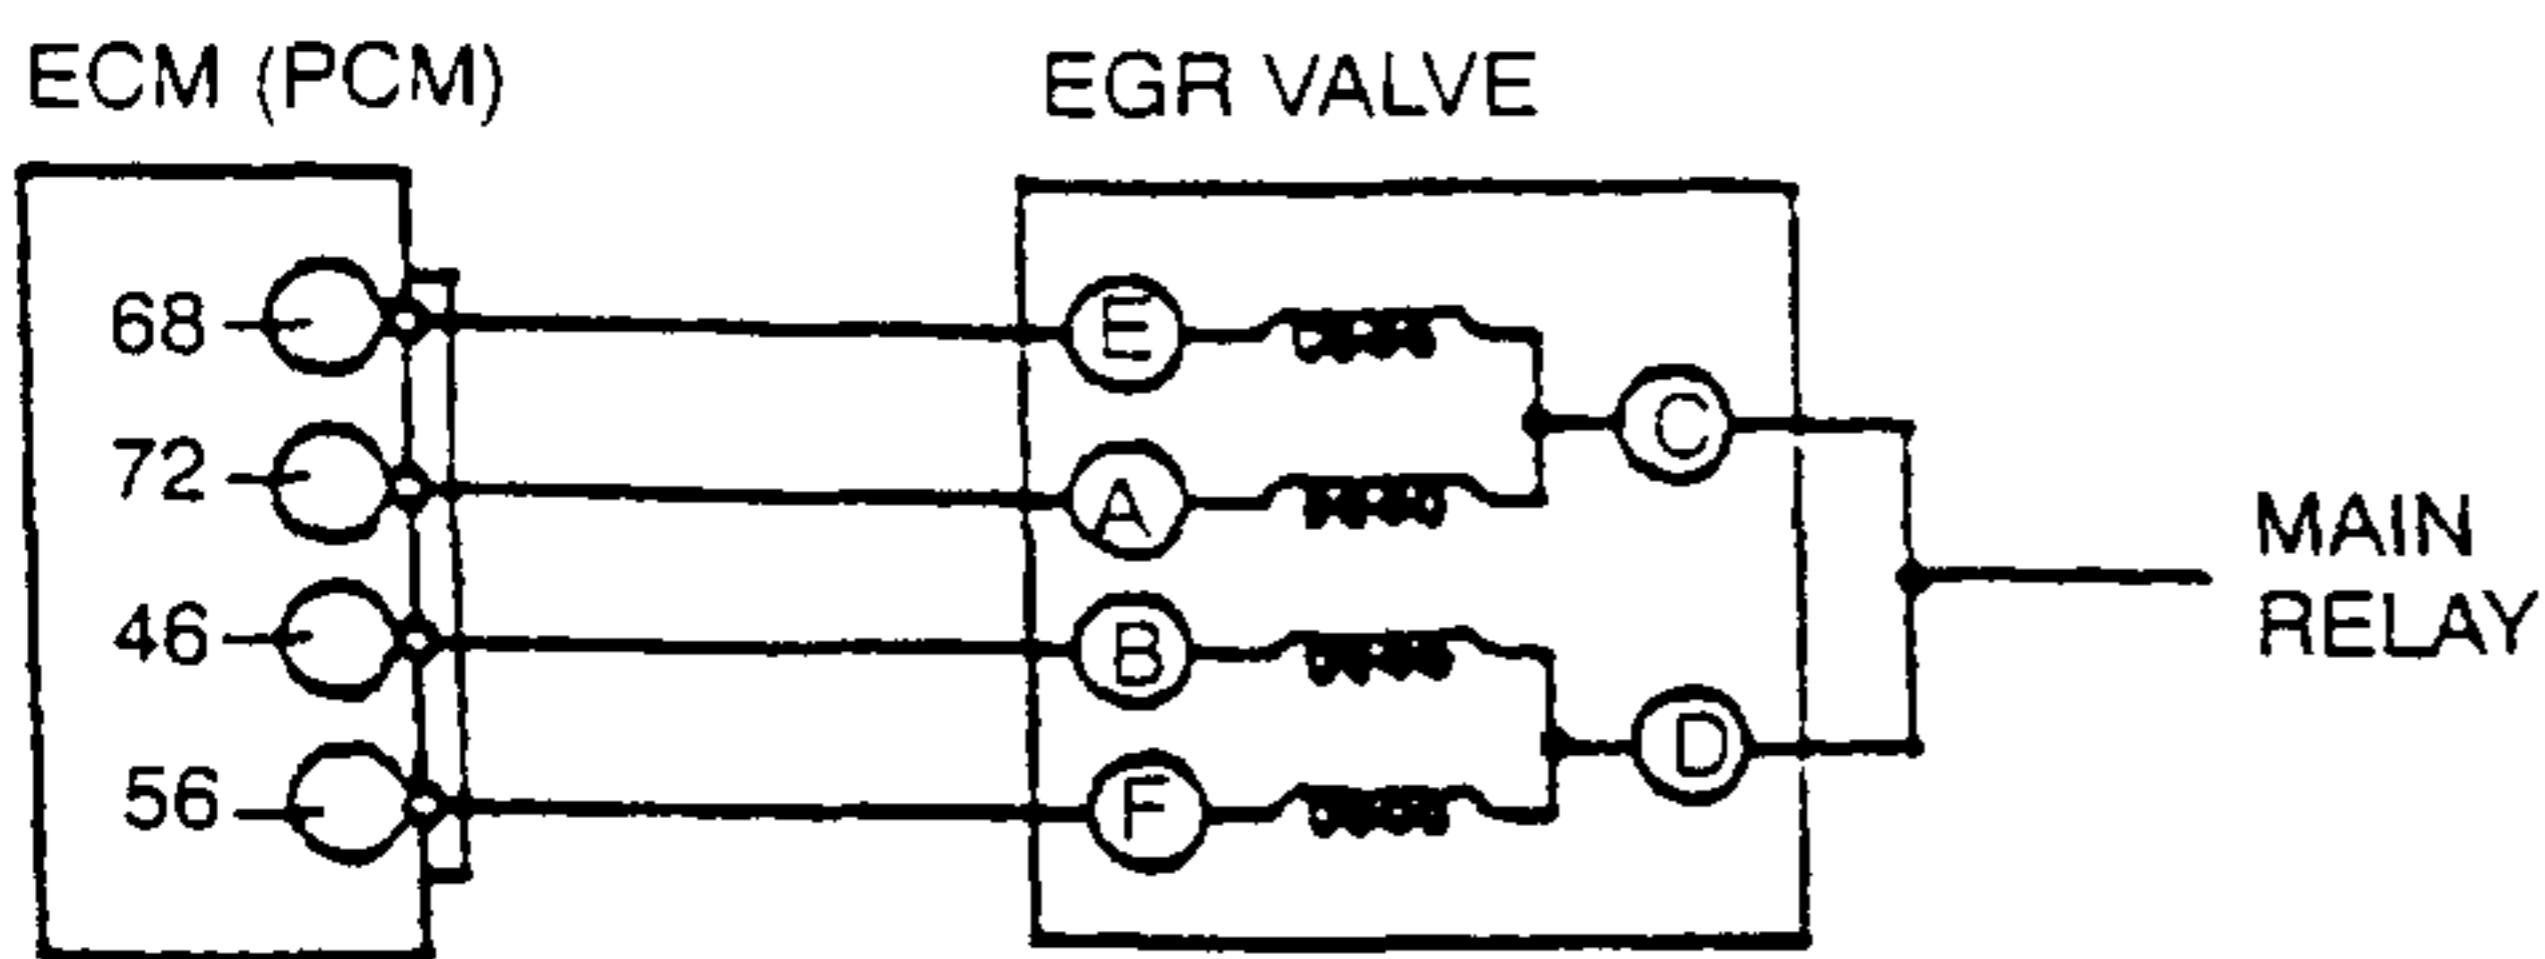 ECM (PCM)
EGR VALVE
68
E
C
72
A
MAIN
RELAY
46
B
D
56
F